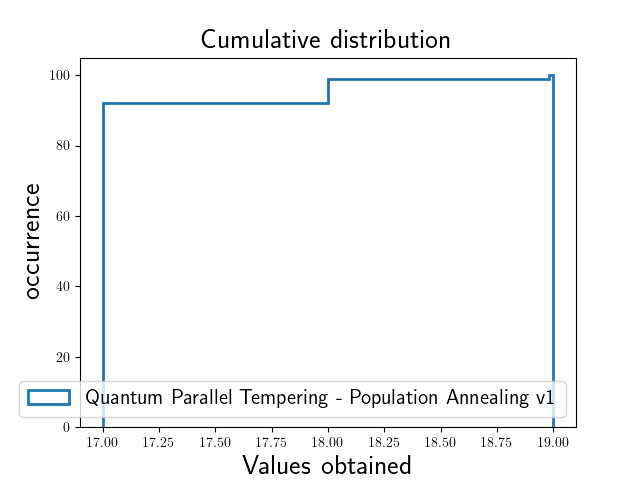 Cumulative distribution
occurrence
100
80
60
40
20
0
Quantum Parallel Tempering - Population Annealing v1
17.00 17.25 17.50 17.75 18.00 18.25 18.50 18.75 19.00
Values obtained